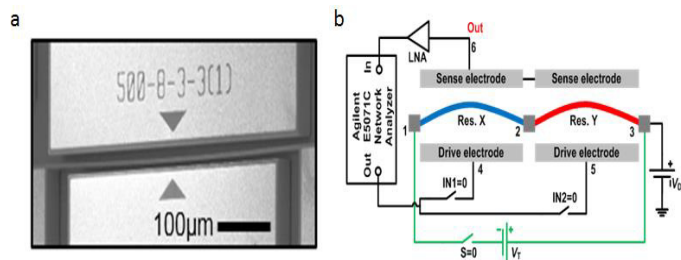 a
500-8-3-3(1)
100µm
b
Out
6
LNA
In
Agilent
E5071C
Network
Analyzer
Out
Sense electrode
Sense electrode
1
Res. X
2
Res. Y
3
Drive electrode
Drive electrode
4
5
IN1=0
IN2=0
S=0
- +
VT
+